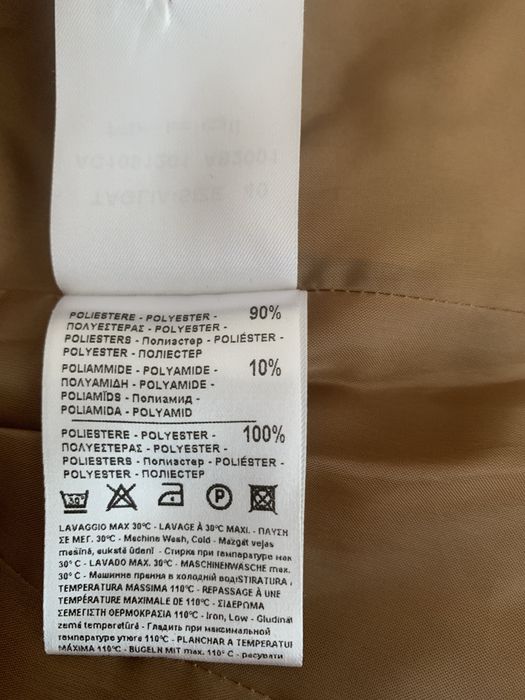 POLIESTERE - POLYESTER - 90%
ΠΟΛΥΕΣΤΕΡΑΣ - POLYESTER -
POLIESTERS - Полиэстер - POLIÉSTER -
POLYESTER - ПОЛІЕСТЕР
POLIAMMIDE - POLYAMIDE - 10%
ΠΟΛΥΑΜΙΔΗ - POLYAMIDE -
POLIAMĪDS - Полиамид -
POLIAMIDA - POLYAMID
POLIESTERE - POLYESTER - 100%
ΠΟΛΥΕΣΤΕΡΑΣ - POLYESTER -
POLIESTERS - Полиэстер - POLIÉSTER -
POLYESTER - ПОЛІЕСТЕР
30°
P
LAVAGGIO MAX 30°C - LAVAGE À 30°C MAXI. - ΠΛΥΣΗ
ΣΕ ΜΕΓ. 30°C - Machine Wash, Cold - Mazgāt veļas
mašīnā, aukstā ūdenī - Стирка при температуре
30° C - LAVADO MAX. 30°C - MASCHINENWÄSCHE max.
30° C - Машинне прання в холодній воді STIRATURA
TEMPERATURA MASSIMA 110°C - REPASSAGE À UNE
TEMPÉRATURE MAXIMALE DE 110°C - ΣΙΔΕΡΩΜΑ
ΣΕ ΜΕΓΙΣΤΗ ΘΕΡΜΟΚΡΑΣΙΑ 110°C - Iron, Low - Gludināt
zemā temperatūrā - Гладить при максимальной
температуре утюга 110°C - PLANCHAR A TEMPERATU
MÁXIMA 110°C - BÜGELN MIT max. 110° C -